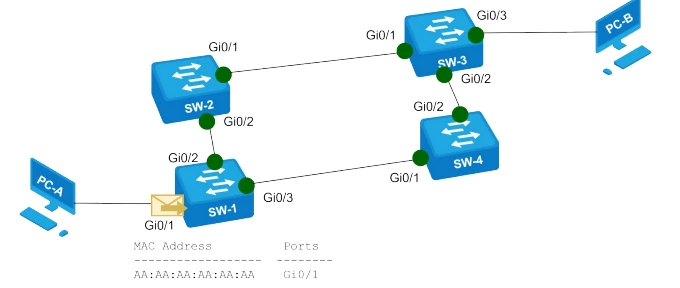 Gi0/3
PC-B
Gi0/1
Gi0/1
SW-3
Gi0/2
SW-2
Gi0/2
Gi0/2
Gi0/2
SW-4
PC-A
Gi0/1
Gi0/3
SW-1
Gi0/1
MAC Address Ports
------------------ --------
AA:AA:AA:AA:AA:AA Gi0/1